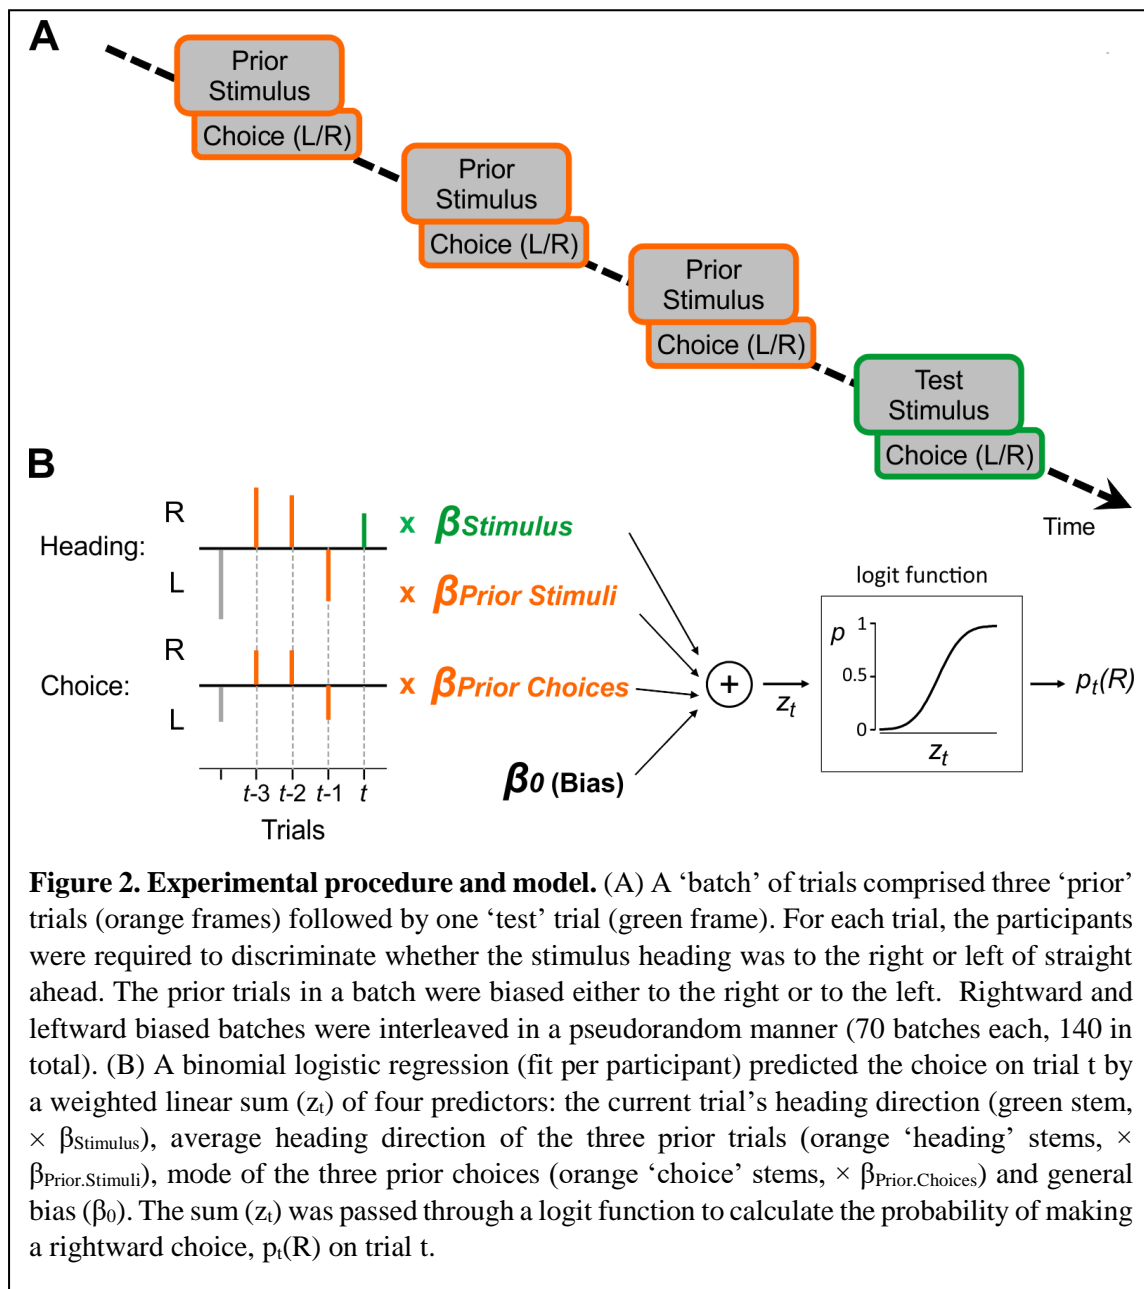 A
Prior
Stimulus
Choice (L/R)
Prior
Stimulus
Choice (L/R)
Prior
Stimulus
Choice (L/R)
Test
Stimulus
Choice (L/R)
Time
B
Heading:
R
L
x βStimulus
x βPrior Stimuli
Choice:
R
L
x βPrior Choices
β0 (Bias)
t-3 t-2 t-1 t
Trials
+
zt
logit function
p
1
0.5
0
zt
pt(R)
Figure 2. Experimental procedure and model. (A) A ‘batch’ of trials comprised three ‘prior’
trials (orange frames) followed by one ‘test’ trial (green frame). For each trial, the participants
were required to discriminate whether the stimulus heading was to the right or left of straight
ahead. The prior trials in a batch were biased either to the right or to the left. Rightward and
leftward biased batches were interleaved in a pseudorandom manner (70 batches each, 140 in
total). (B) A binomial logistic regression (fit per participant) predicted the choice on trial t by
a weighted linear sum (zt) of four predictors: the current trial’s heading direction (green stem,
× βStimulus), average heading direction of the three prior trials (orange ‘heading’ stems, ×
βPrior.Stimuli), mode of the three prior choices (orange ‘choice’ stems, × βPrior.Choices) and general
bias (β0). The sum (zt) was passed through a logit function to calculate the probability of making
a rightward choice, pt(R) on trial t.